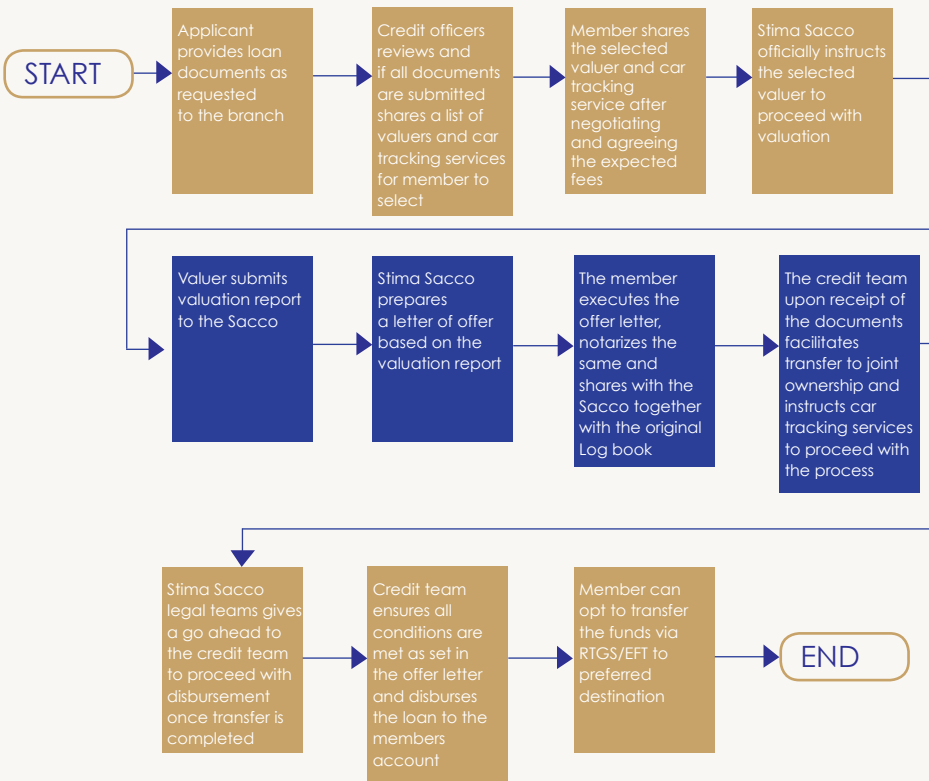 START
Applicant
provides loan
documents as
requested
to the branch
Credit officers
reviews and
if all documents
are submitted
shares a list of
valuers and car
tracking services
for member to
select
Member shares
the selected
valuer and car
tracking
service after
negotiating
and agreeing
the expected
fees
Stima Sacco
officially instructs
the selected
valuer to
proceed with
valuation
Valuer submits
valuation report
to the Sacco
Stima Sacco
prepares
a letter of offer
based on the
valuation report
The member
executes the
offer letter,
notarizes the
same and
shares with the
Sacco together
with the original
Log book
The credit team
upon receipt of
the documents
facilitates
transfer to joint
ownership and
instructs car
tracking services
to proceed with
the process
Stima Sacco
legal teams gives
a go ahead to
the credit team
to proceed with
disbursement
once transfer is
completed
Credit team
ensures all
conditions are
met as set in
the offer letter
and disburses
the loan to the
members
account
Member can
opt to transfer
the funds via
RTGS/EFT to
preferred
destination
END